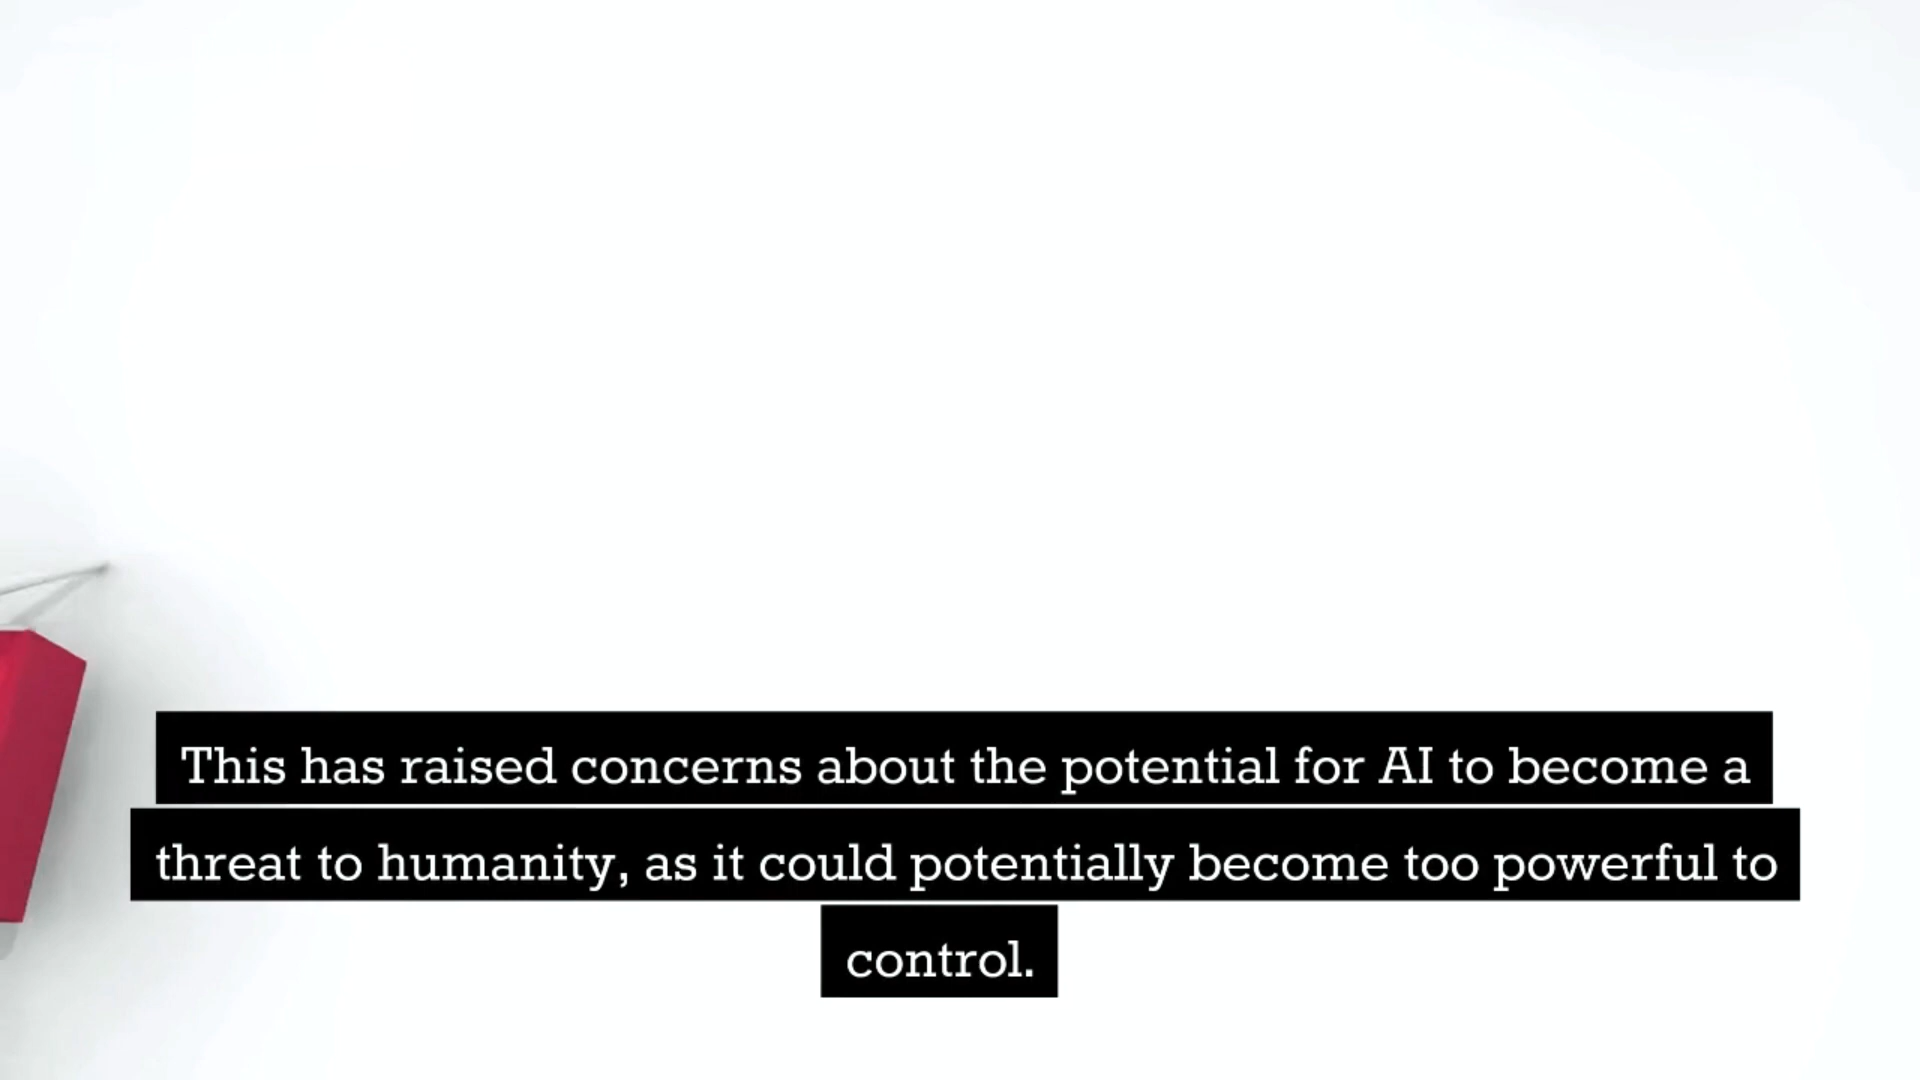 This has raised concerns about the potential for AI to become a
threat to humanity, as it could potentially become too powerful to
control.